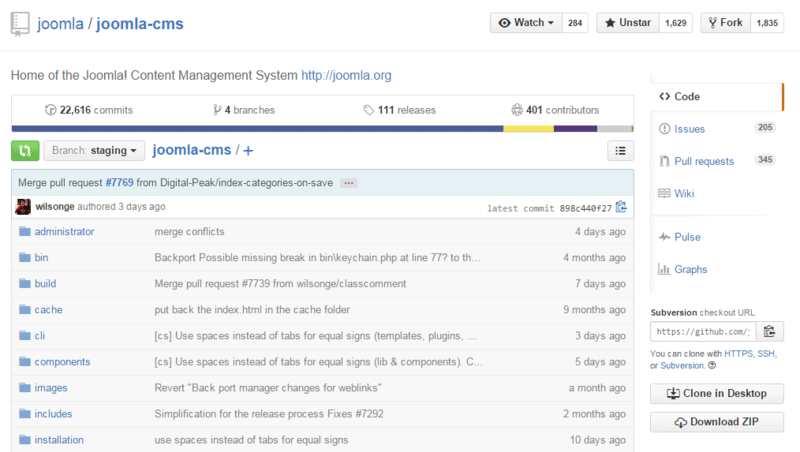 joomla / joomla-cms
Watch 284 Unstar 1,629 Fork 1,835
Home of the Joomla! Content Management System http://joomla.org
22,616 commits 4 branches 111 releases 401 contributors
Branch: staging joomla-cms / +
Merge pull request #7769 from Digital-Peak/index-categories-on-save ...
wilsonge authored 3 days ago latest commit 898c440f27
administrator merge conflicts 4 days ago
bin Backport Possible missing break in bin\keychain.php at line 77? to th… 4 months ago
build Merge pull request #7739 from wilsonge/classcomment 7 days ago
cache put back the index.html in the cache folder 9 months ago
cli [cs] Use spaces instead of tabs for equal signs (templates, plugins, … 3 days ago
components [cs] Use spaces instead of tabs for equal signs (lib & components). C… 5 days ago
images Revert "Back port manager changes for weblinks" a month ago
includes Simplification for the release process Fixes #7292 2 months ago
installation use spaces instead of tabs for equal signs 10 days ago
Code
Issues 205
Pull requests 345
Wiki
Pulse
Graphs
Subversion checkout URL
https://github.com/
You can clone with HTTPS, SSH,
or Subversion.
Clone in Desktop
Download ZIP